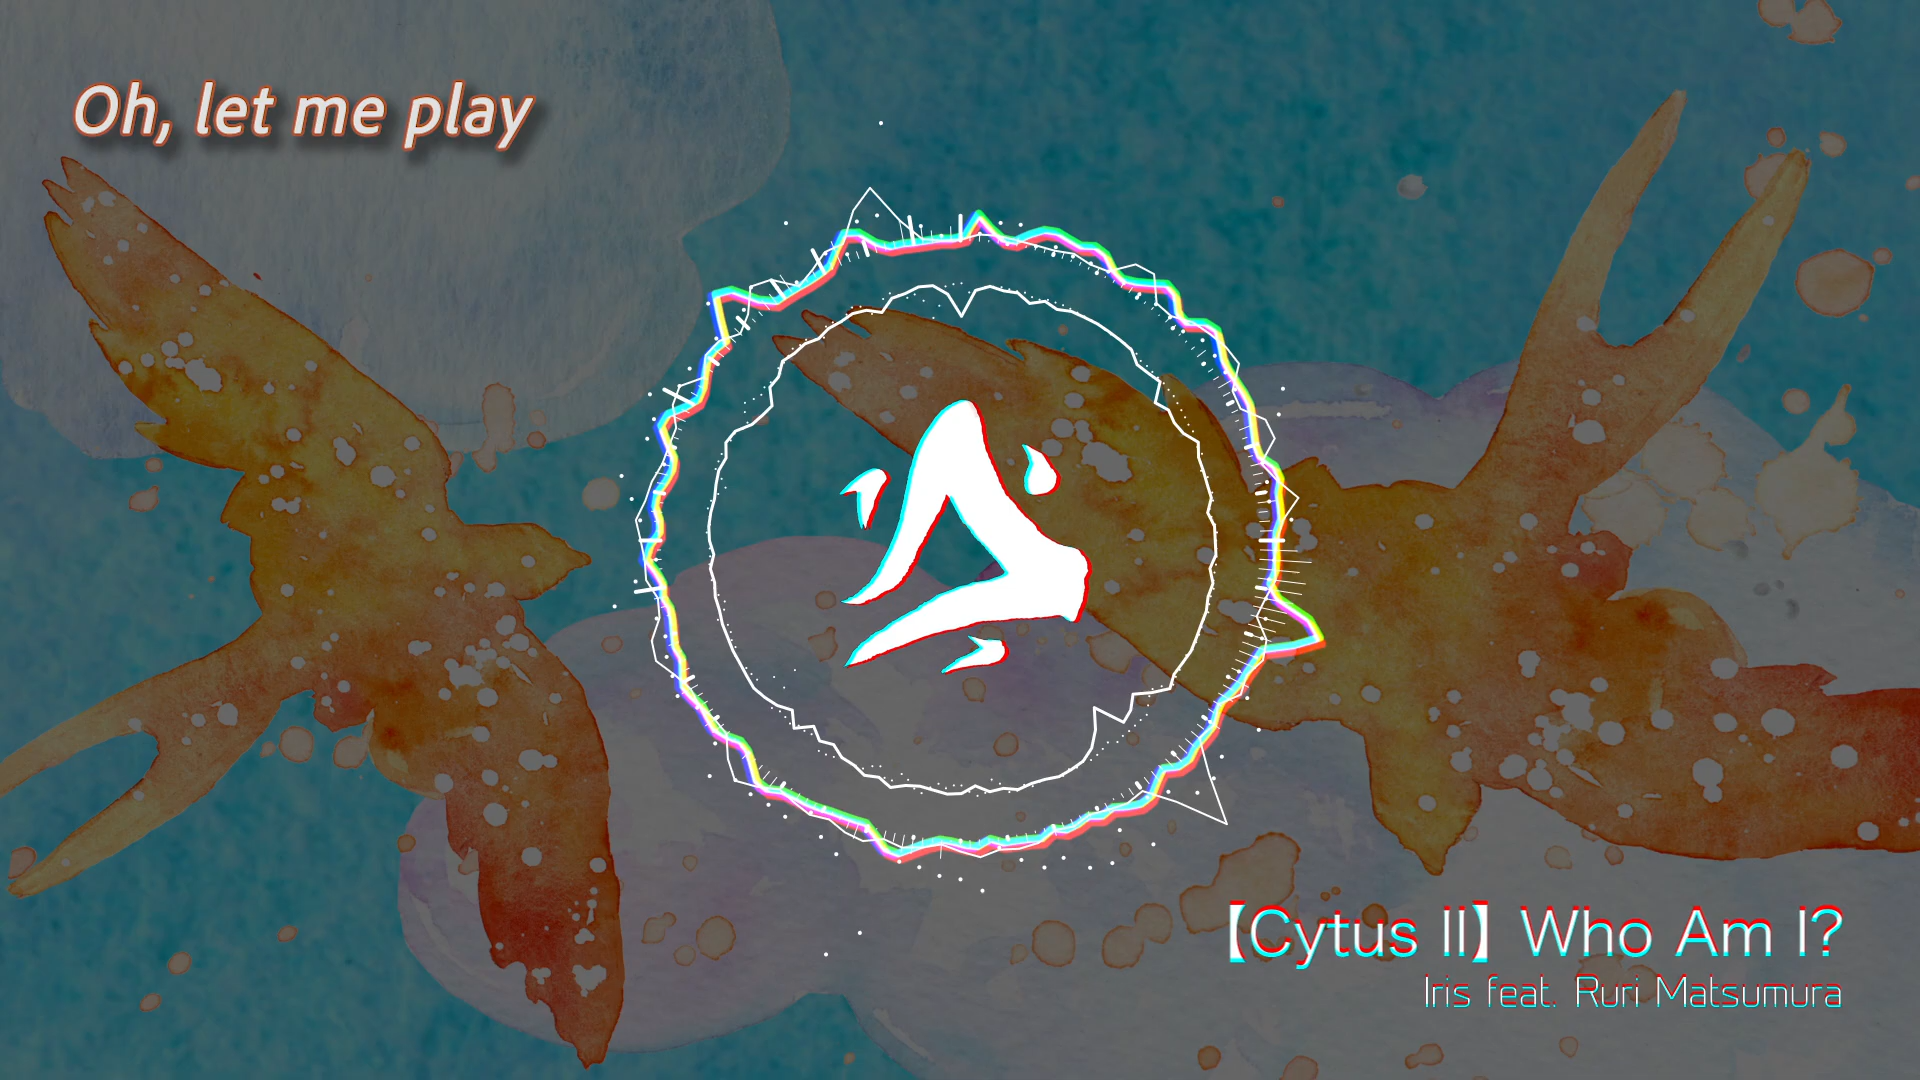 Oh, let me play
【Cytus II】 Who Am I?
Iris feat. Ruri Matsumura